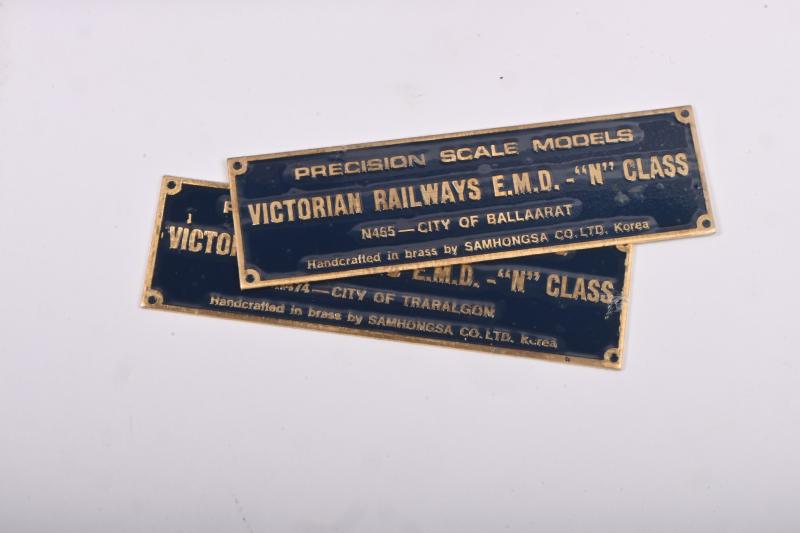 PRECISION SCALE MODELS
VICTORIAN RAILWAYS E.M.D. -"N" CLASS
N465 — CITY OF BALLAARAT
Handcrafted in brass by SAMHONGSA CO. LTD. Korea
E.M.D. -"N" CLASS
74 — CITY OF TRARALGON
Handcrafted in brass by SAMHONGSA CO. LTD. Korea